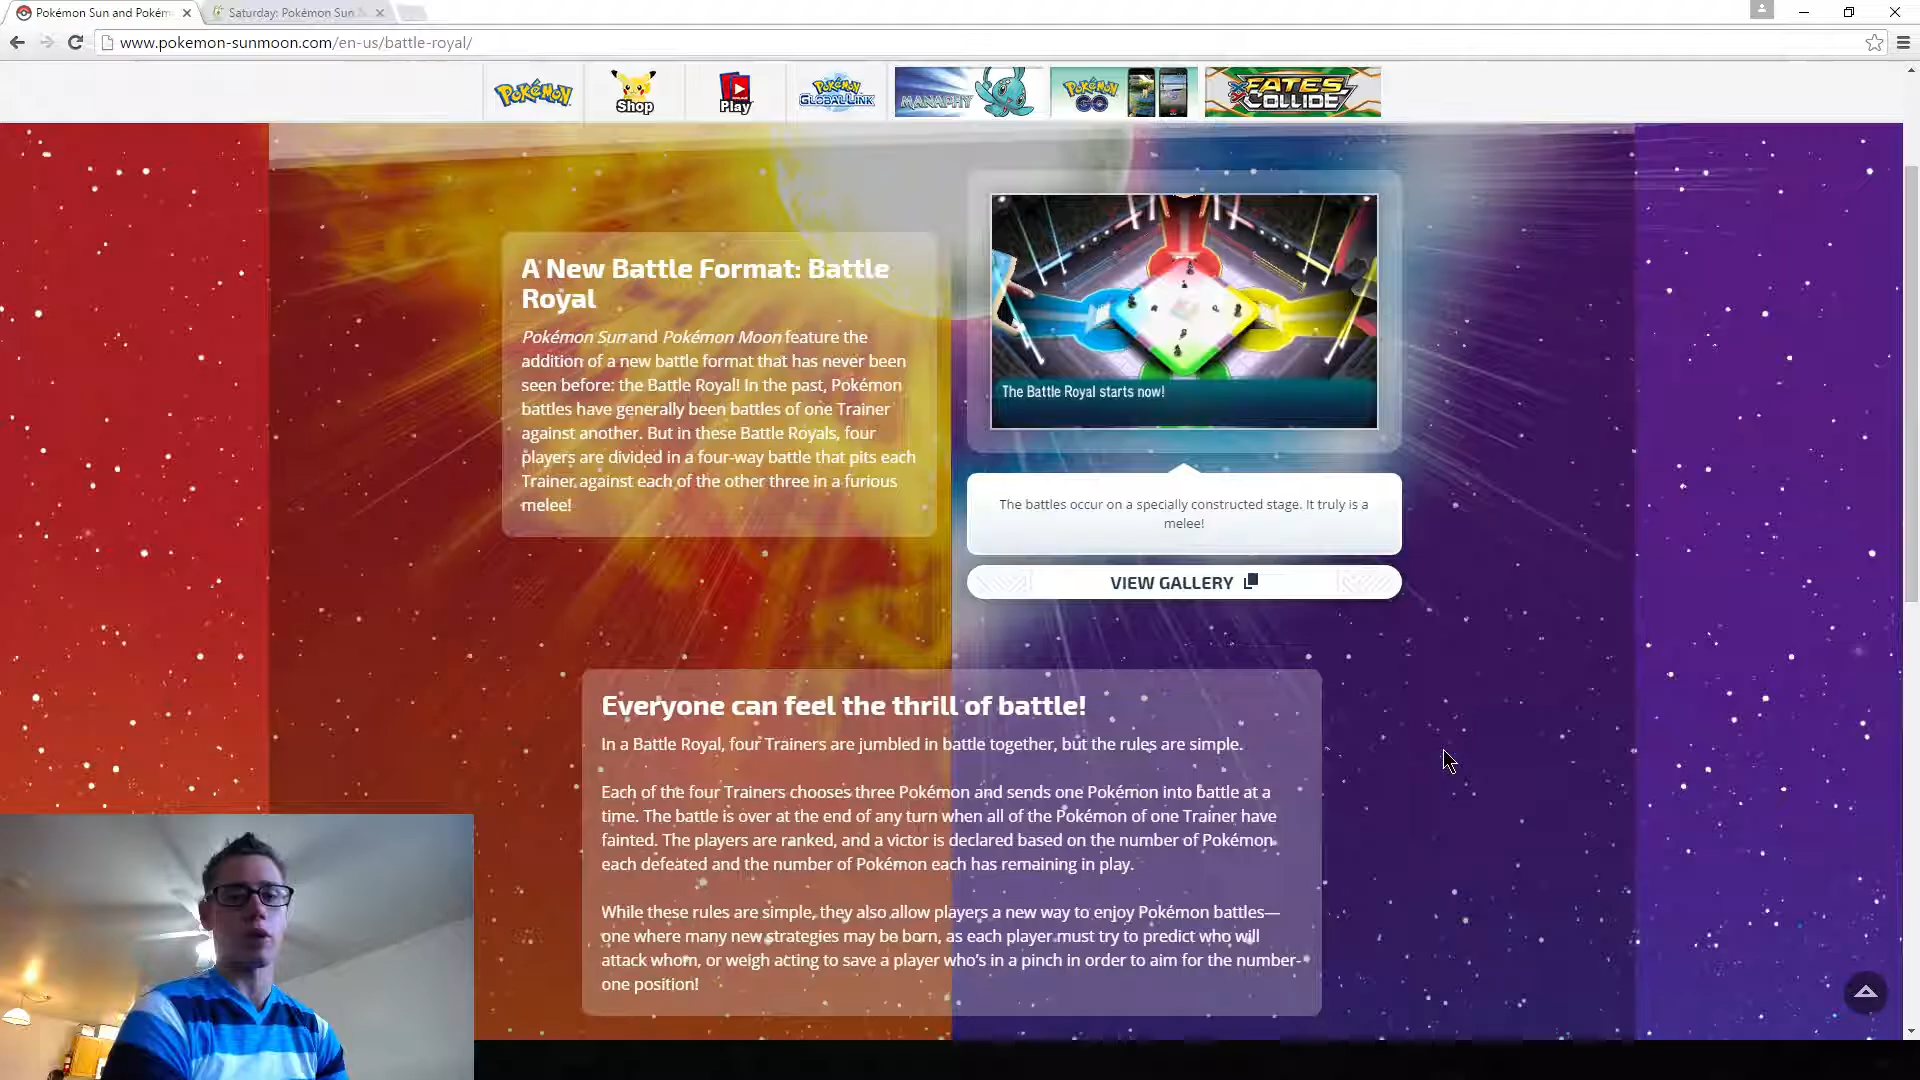 Pokémon Sun and Pokém
Saturday: Pokémon Sun
www.pokemon-sunmoon.com/en-us/battle-royal/
Pokémon
Shop
Play
Pokémon GLOBAL LINK
MANAPHY
Pokémon GO
FATES COLLIDE
A New Battle Format: Battle
Royal
Pokémon Sun and Pokémon Moon feature the
addition of a new battle format that has never been
seen before: the Battle Royal! In the past, Pokémon
battles have generally been battles of one Trainer
against another. But in these Battle Royals, four
players are divided in a four-way battle that pits each
Trainer against each of the other three in a furious
melee!
The Battle Royal starts now!
The battles occur on a specially constructed stage. It truly is a
melee!
VIEW GALLERY
Everyone can feel the thrill of battle!
In a Battle Royal, four Trainers are jumbled in battle together, but the rules are simple.
Each of the four Trainers chooses three Pokémon and sends one Pokémon into battle at a
time. The battle is over at the end of any turn when all of the Pokémon of one Trainer have
fainted. The players are ranked, and a victor is declared based on the number of Pokémon
each defeated and the number of Pokémon each has remaining in play.
While these rules are simple, they also allow players a new way to enjoy Pokémon battles—
one where many new strategies may be born, as each player must try to predict who will
attack whom, or weigh acting to save a player who's in a pinch in order to aim for the number-
one position!